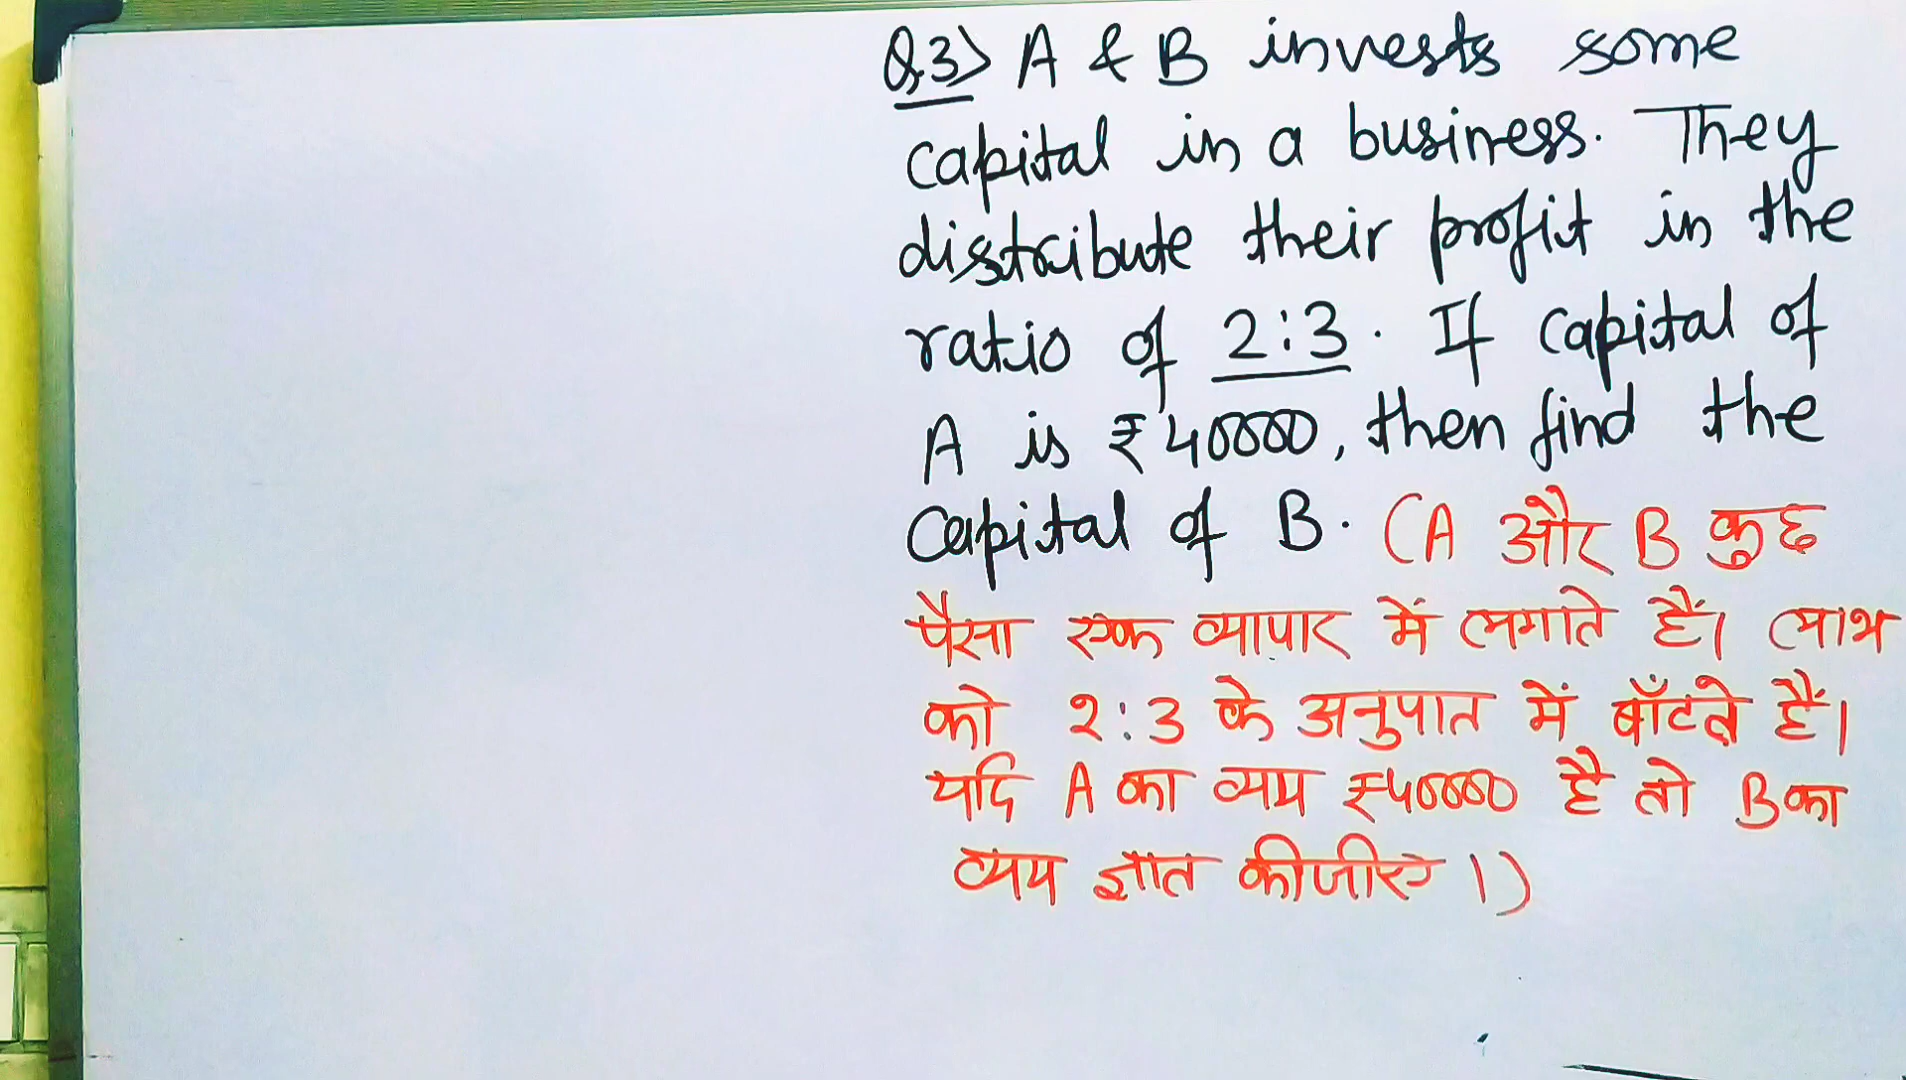 Q.3> A & B invests some
capital in a business. They
distribute their profit in the
ratio of 2:3. If capital of
A is ₹40000, then find the
capital of B. (A और B कुछ
पैसा एक व्यापार में लगाते हैं। लाभ
को 2:3 के अनुपात में बाँटते हैं।
यदि A का व्यय ₹40000 है तो B का
व्यय ज्ञात कीजीए।)